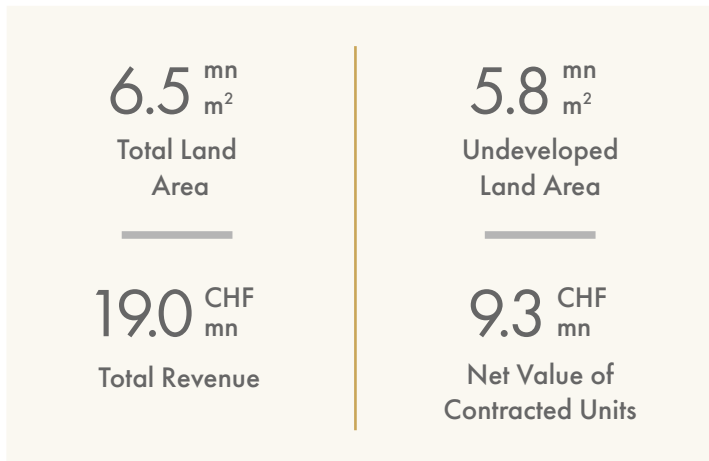 6.5 mn m²
Total Land
Area
19.0 CHF mn
Total Revenue
5.8 mn m²
Undeveloped
Land Area
9.3 CHF mn
Net Value of
Contracted Units